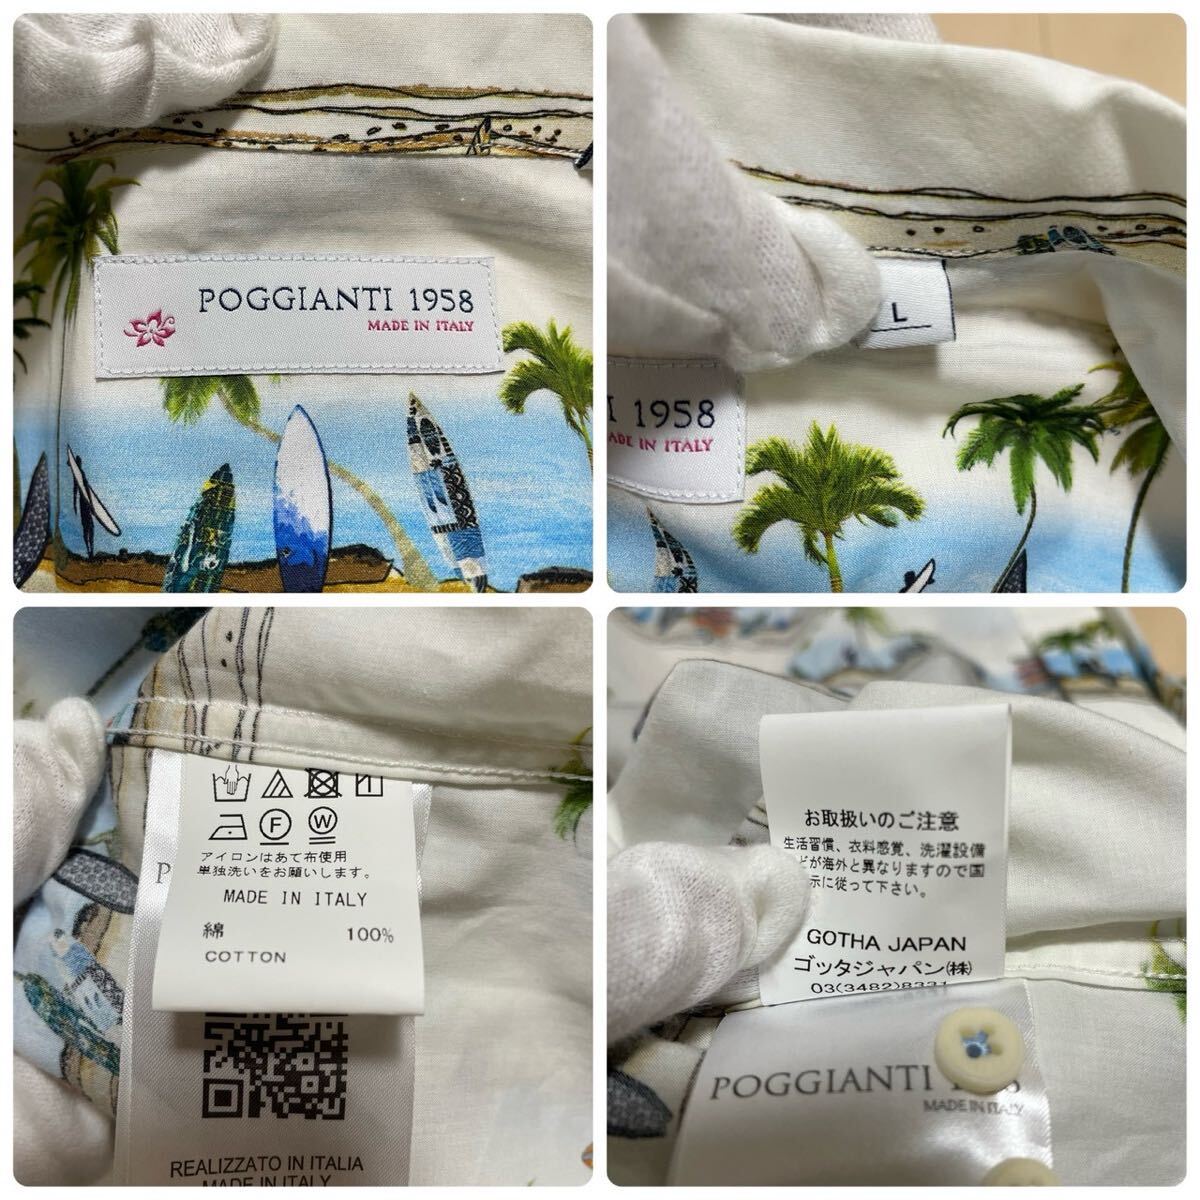 POGGIANTI 1958
MADE IN ITALY
L
1958
MADE IN ITALY
アイロンはあて布使用
単独洗いをお願いします。
MADE IN ITALY
綿 100%
COTTON
P
F
W
REALIZZATO IN ITALIA
MADE IN ITALY
お取扱いのご注意
生活習慣、衣料感覚、洗濯設備
どが海外と異なりますので国
示に従って下さい。
GOTHA JAPAN
ゴッタジャパン(株)
03(3482)8331
POGGIANTI
MADE IN ITALY